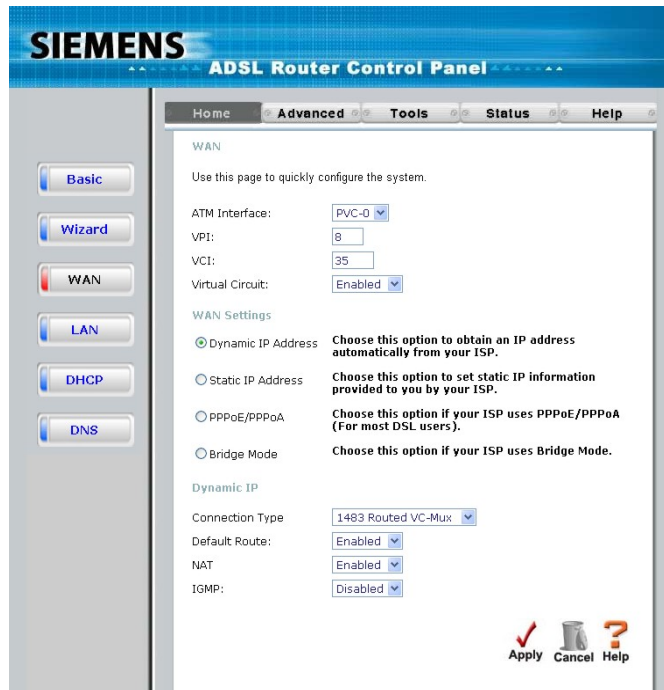 SIEMENS
ADSL Router Control Panel
Home Advanced Tools Status Help
Basic
Wizard
WAN
LAN
DHCP
DNS
WAN
Use this page to quickly configure the system.
ATM Interface: PVC-0
VPI: 8
VCI: 35
Virtual Circuit: Enabled
WAN Settings
Dynamic IP Address Choose this option to obtain an IP address
automatically from your ISP.
Static IP Address Choose this option to set static IP information
provided to you by your ISP.
PPPoE/PPPoA Choose this option if your ISP uses PPPoE/PPPoA
(For most DSL users).
Bridge Mode Choose this option if your ISP uses Bridge Mode.
Dynamic IP
Connection Type 1483 Routed VC-Mux
Default Route: Enabled
NAT Enabled
IGMP: Disabled
Apply Cancel Help